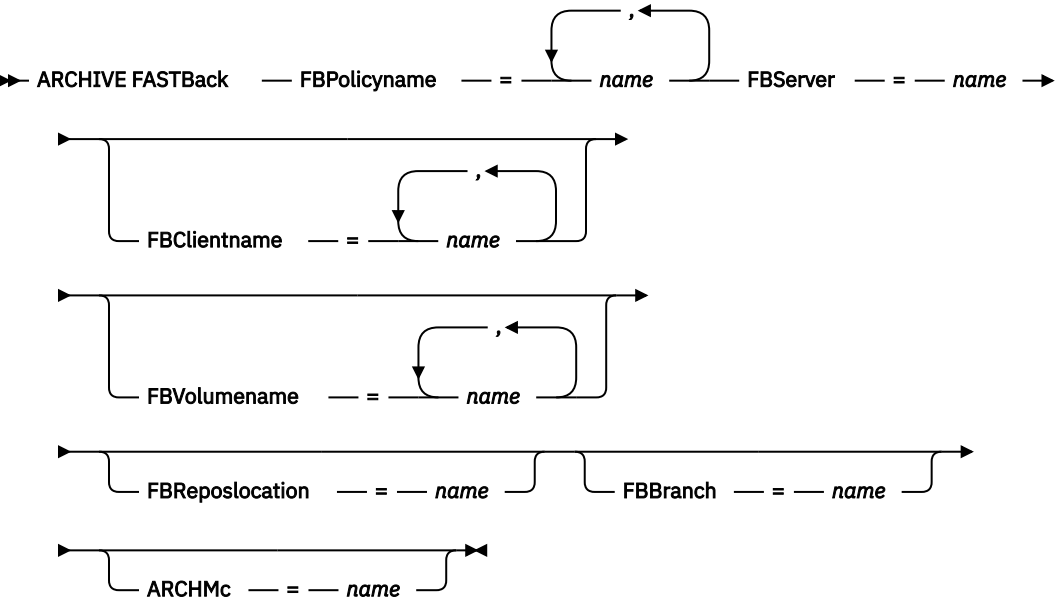 ,
ARCHIVE FASTBack FBPolicyname = name FBServer = name
,
FBClientname = name
,
FBVolumename = name
FBReposlocation = name FBBranch = name
ARCHMc = name